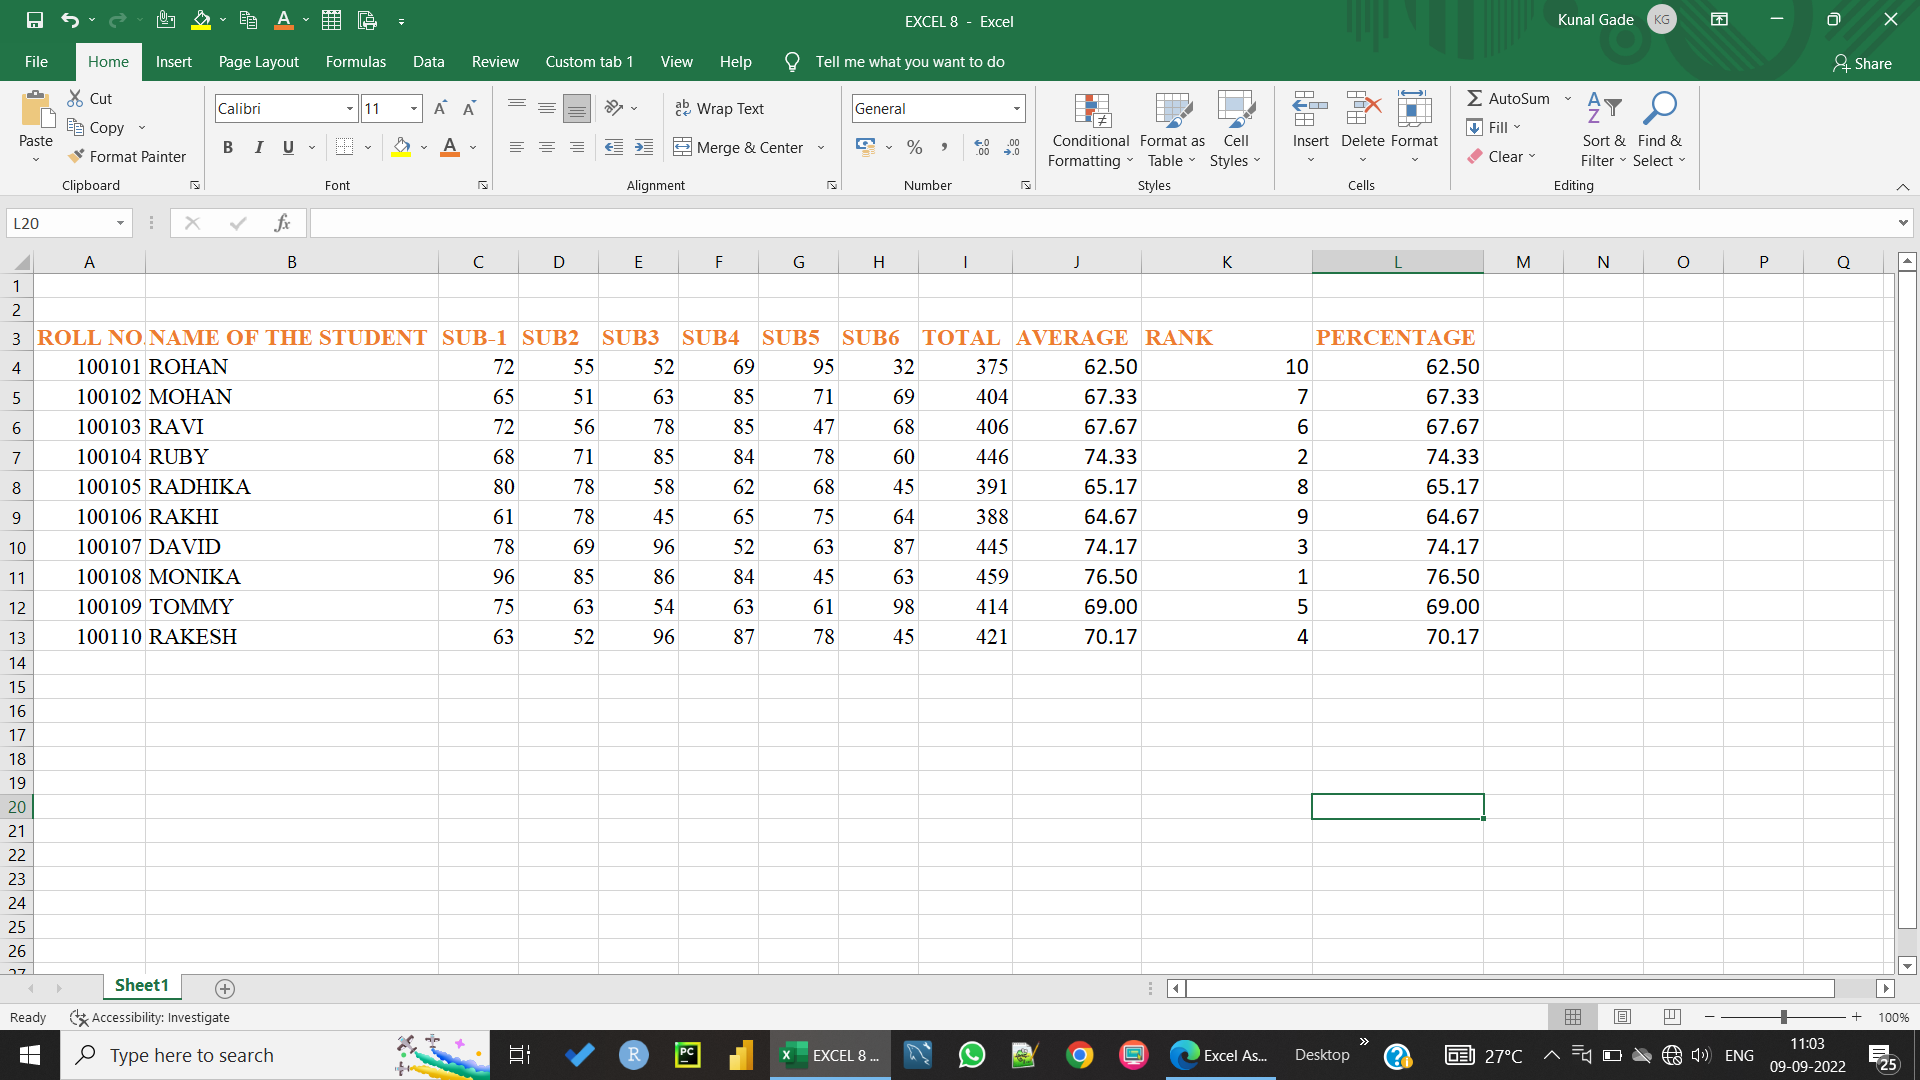 EXCEL 8 - Excel
Kunal Gade KG
File Home Insert Page Layout Formulas Data Review Custom tab 1 View Help Tell me what you want to do Share
Cut
Copy
Format Painter
Paste
Clipboard
Calibri 11
B I U
Font
Wrap Text
Merge & Center
Alignment
General
Number
Conditional Formatting
Format as Table
Cell Styles
Styles
Insert Delete Format
Cells
AutoSum
Fill
Clear
Sort & Filter
Find & Select
Editing
L20 fx
A B C D E F G H I J K L M N O P Q
1
2
3 ROLL NO. NAME OF THE STUDENT SUB-1 SUB2 SUB3 SUB4 SUB5 SUB6 TOTAL AVERAGE RANK PERCENTAGE
4 100101 ROHAN 72 55 52 69 95 32 375 62.50 10 62.50
5 100102 MOHAN 65 51 63 85 71 69 404 67.33 7 67.33
6 100103 RAVI 72 56 78 85 47 68 406 67.67 6 67.67
7 100104 RUBY 68 71 85 84 78 60 446 74.33 2 74.33
8 100105 RADHIKA 80 78 58 62 68 45 391 65.17 8 65.17
9 100106 RAKHI 61 78 45 65 75 64 388 64.67 9 64.67
10 100107 DAVID 78 69 96 52 63 87 445 74.17 3 74.17
11 100108 MONIKA 96 85 86 84 45 63 459 76.50 1 76.50
12 100109 TOMMY 75 63 54 63 61 98 414 69.00 5 69.00
13 100110 RAKESH 63 52 96 87 78 45 421 70.17 4 70.17
14
15
16
17
18
19
20
21
22
23
24
25
26
27
Sheet1
Ready Accessibility: Investigate 100%
Type here to search EXCEL 8 ... Excel As... Desktop 27°C ENG 11:03
09-09-2022 25